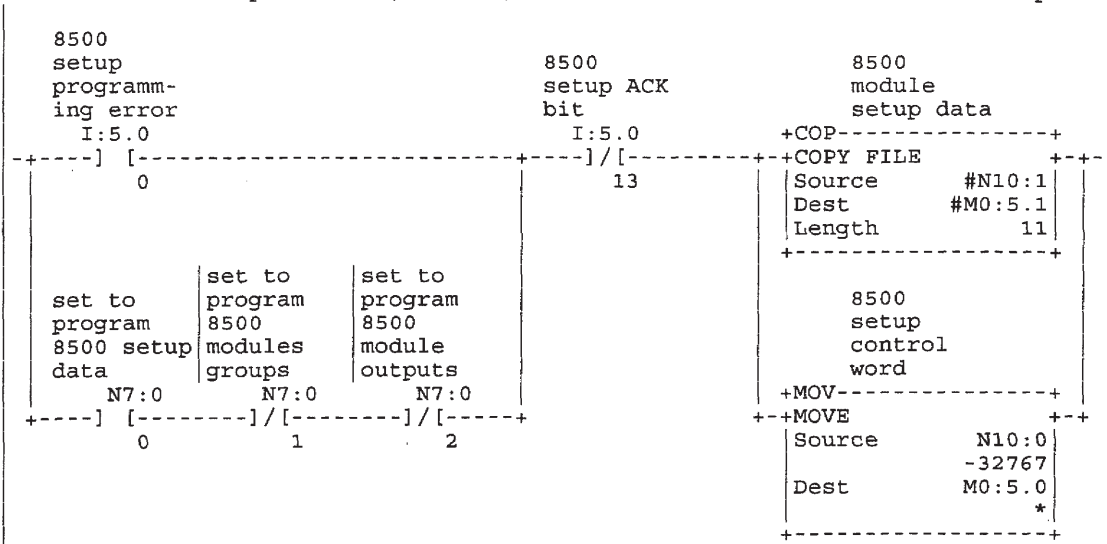 8500
setup
programm-
ing error
I:5.0
] [
0
8500
setup ACK
bit
I:5.0
]/[
13
8500
module
setup data
COP
COPY FILE
Source #N10:1
Dest #M0:5.1
Length 11
set to
program
8500 setup
data
N7:0
] [
0
set to
program
8500
modules
groups
N7:0
]/[
1
set to
program
8500
module
outputs
N7:0
]/[
2
8500
setup
control
word
MOV
MOVE
Source N10:0
-32767
Dest M0:5.0
*